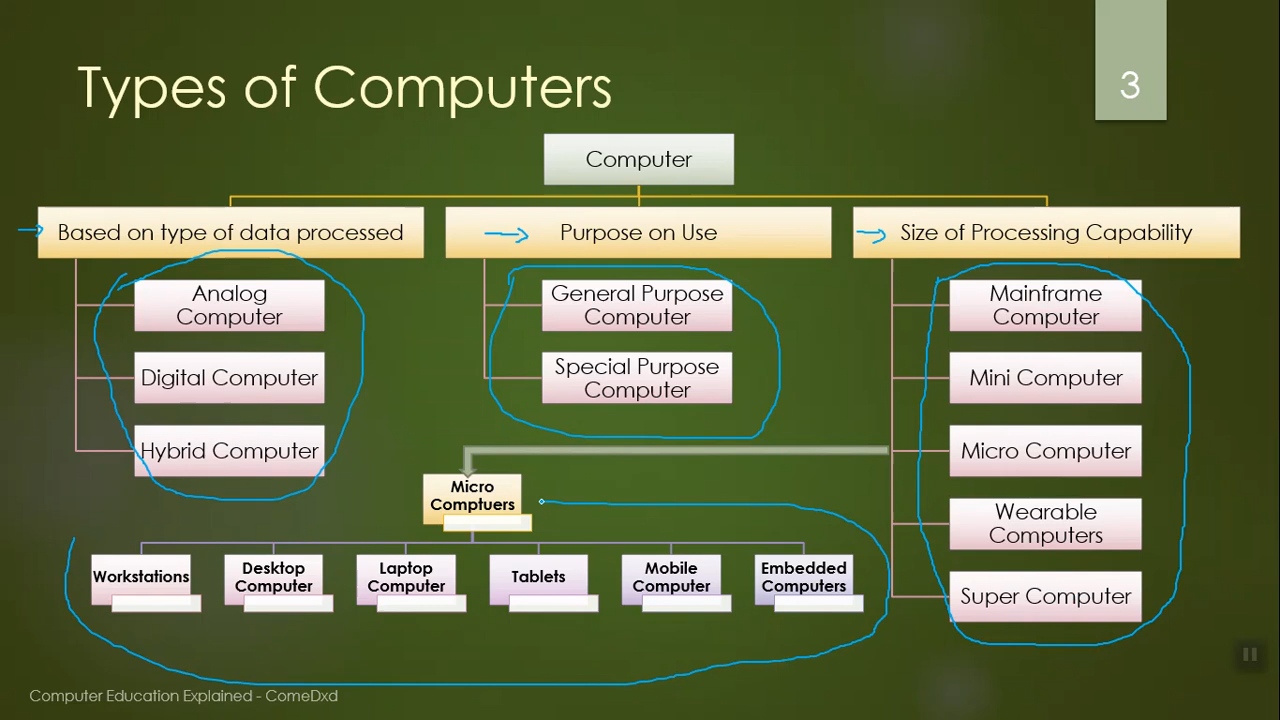 Types of Computers
3
Computer
Based on type of data processed
Purpose on Use
Size of Processing Capability
Analog
Computer
Digital Computer
Hybrid Computer
General Purpose
Computer
Special Purpose
Computer
Mainframe
Computer
Mini Computer
Micro Computer
Wearable
Computers
Super Computer
Micro
Comptuers
Workstations
Desktop
Computer
Laptop
Computer
Tablets
Mobile
Computer
Embedded
Computers
Computer Education Explained - ComeDxd